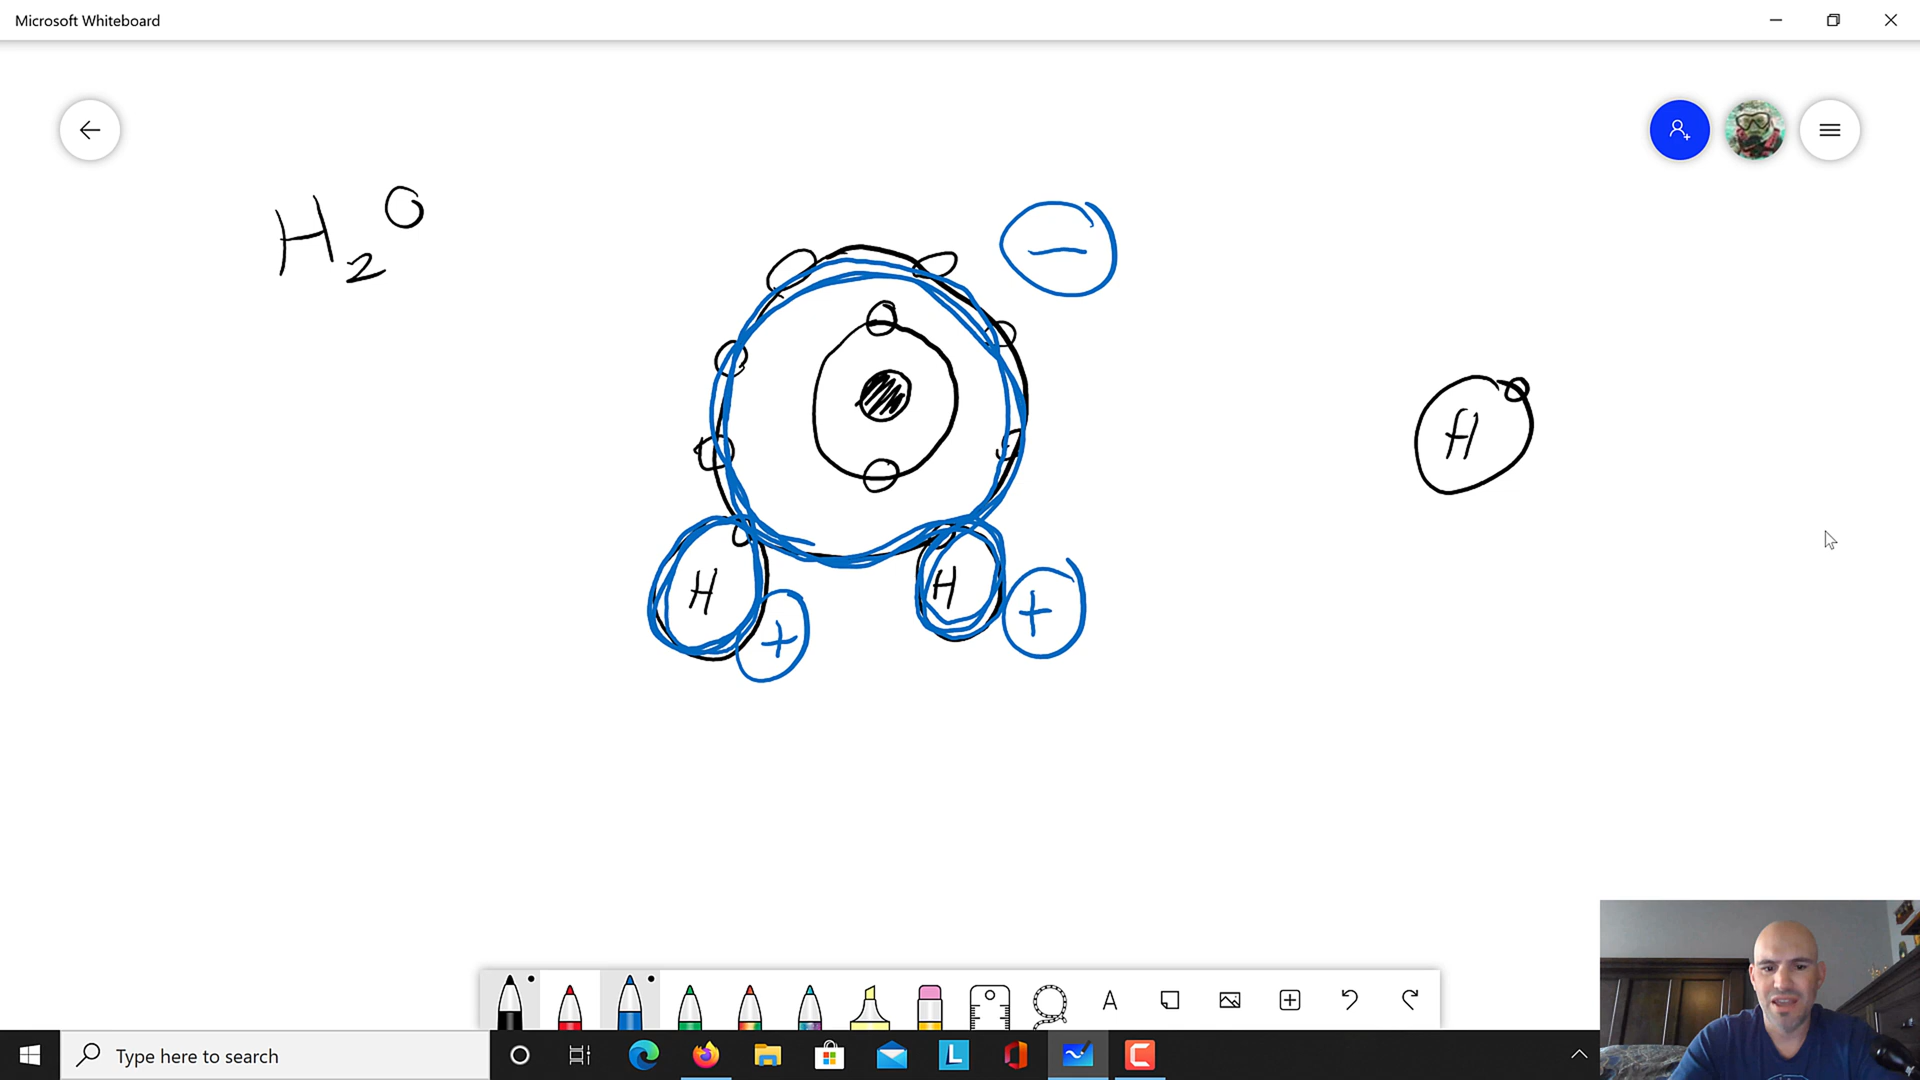 Microsoft Whiteboard
H₂O
−
H
H
H
+
+
A
Type here to search
L
C